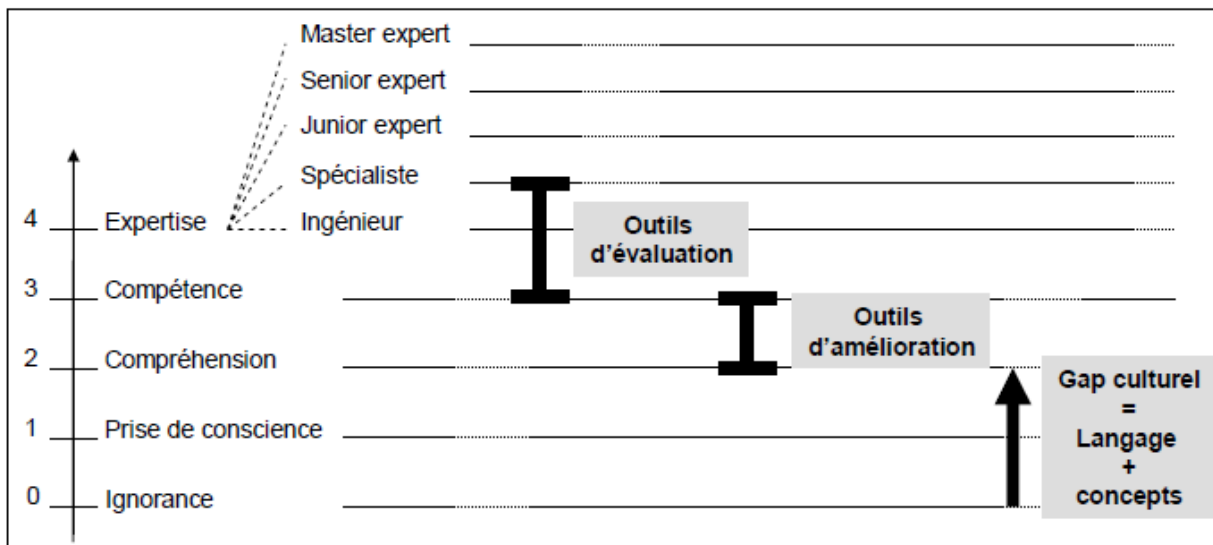 Master expert
Senior expert
Junior expert
Spécialiste
4 Expertise Ingénieur
Outils
d'évaluation
3 Compétence
Outils
d'amélioration
2 Compréhension
Gap culturel
=
Langage
+
concepts
1 Prise de conscience
0 Ignorance